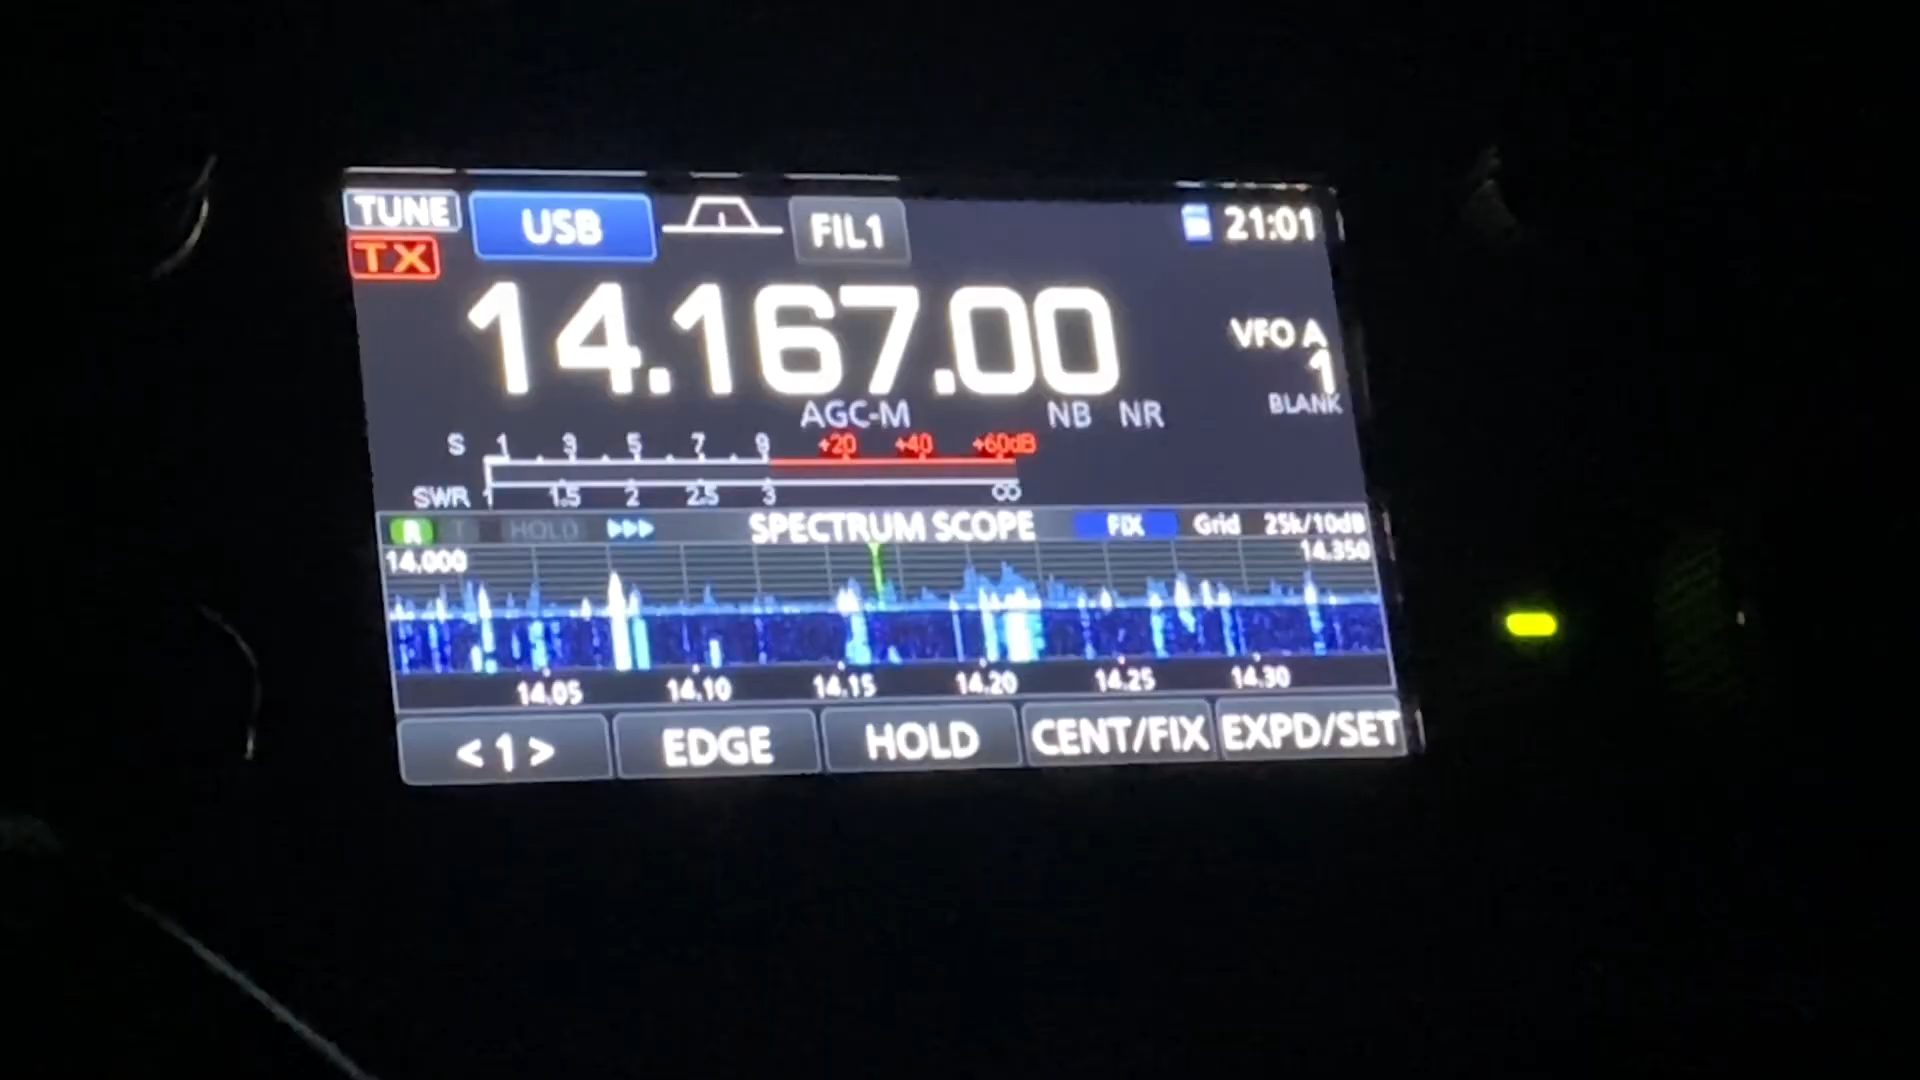 TUNE USB FIL1 21:01
TX
14.167.00
VFO A
1
AGC-M NB NR BLANK
S 1 3 5 7 9 +20 +40 +60dB
SWR 1 1.5 2 2.5 3 ∞
R T HOLD SPECTRUM SCOPE FIX Grid 25k/10dB
14.000 14.350
14.05 14.10 14.15 14.20 14.25 14.30
< 1 > EDGE HOLD CENT/FIX EXPD/SET